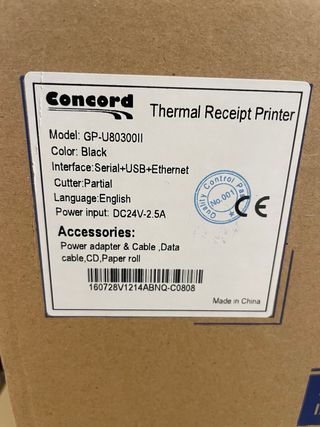 Concord
Thermal Receipt Printer
Model: GP-U80300II
Color: Black
Interface:Serial+USB+Ethernet
Cutter:Partial
Language:English
Power input: DC24V-2.5A
Quality Control Pass
No.001
CE
Accessories:
Power adapter & Cable ,Data
cable,CD,Paper roll
160728V1214ABNQ-C0808
Made in China